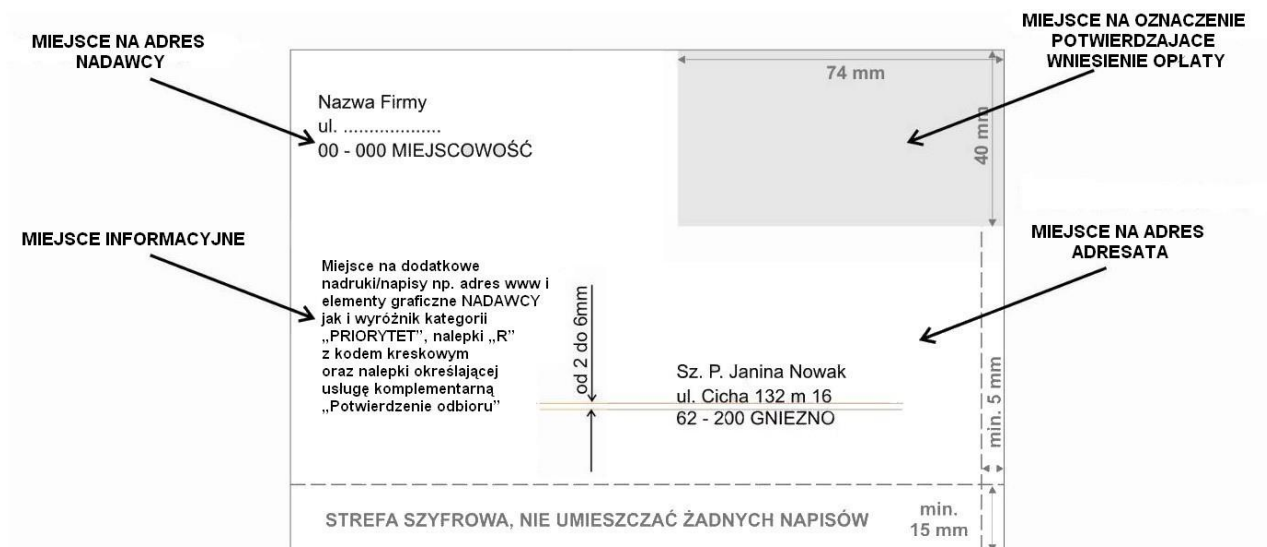 MIEJSCE NA ADRES
NADAWCY
MIEJSCE NA OZNACZENIE
POTWIERDZAJACE
WNIESIENIE OPŁATY
74 mm
40 mm
Nazwa Firmy
ul. ...................
00 - 000 MIEJSCOWOŚĆ
MIEJSCE INFORMACYJNE
MIEJSCE NA ADRES
ADRESATA
Miejsce na dodatkowe
nadruki/napisy np. adres www i
elementy graficzne NADAWCY
jak i wyróżnik kategorii
„PRIORYTET”, nalepki „R”
z kodem kreskowym
oraz nalepki określającej
usługę komplementarną
„Potwierdzenie odbioru”
od 2 do 6mm
Sz. P. Janina Nowak
ul. Cicha 132 m 16
62 - 200 GNIEZNO
min. 5 mm
STREFA SZYFROWA, NIE UMIESZCZAĆ ŻADNYCH NAPISÓW
min.
15 mm